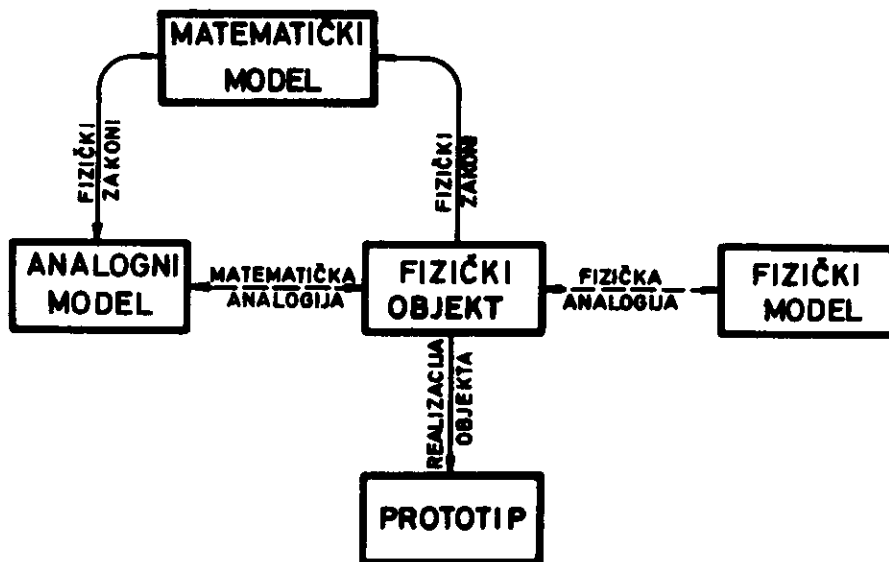 MATEMATIČKI
MODEL
FIZIČKI
ZAKONI
FIZIČKI
ZAKONI
ANALOGNI
MODEL
MATEMATIČKA
ANALOGIJA
FIZIČKI
OBJEKT
FIZIČKA
ANALOGIJA
FIZIČKI
MODEL
REALIZACIJA
OBJEKTA
PROTOTIP